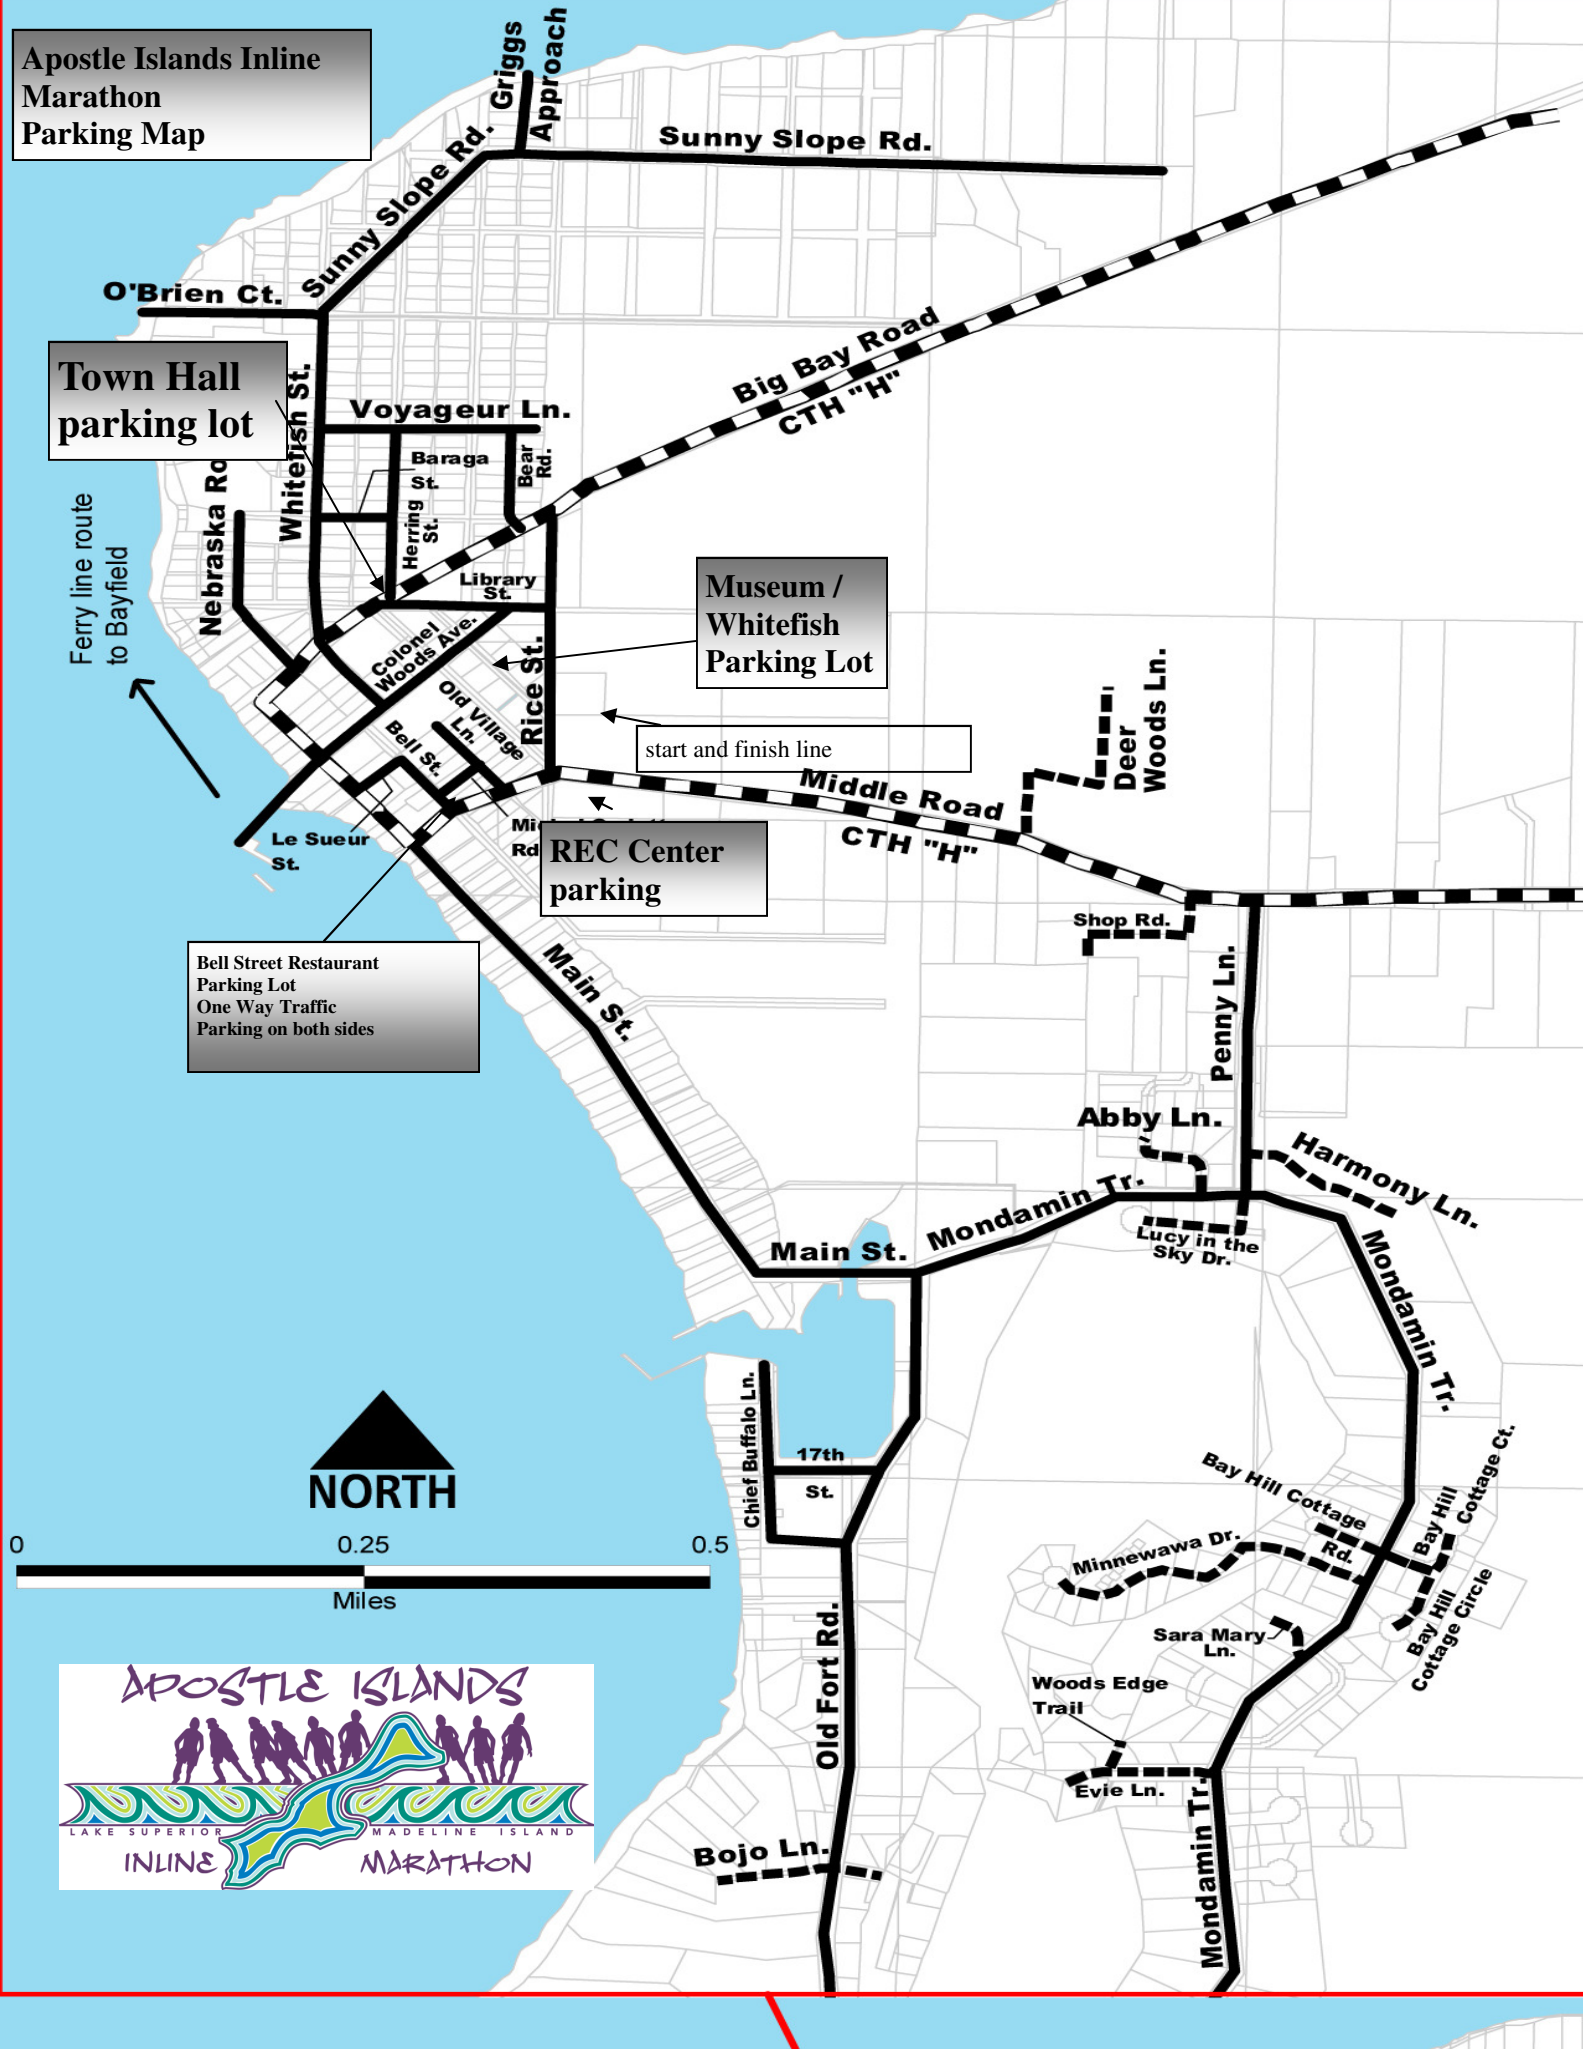 Apostle Islands Inline
Marathon
Parking Map
Griggs
Approach
Sunny Slope Rd.
Sunny Slope Rd.
O'Brien Ct.
Town Hall
parking lot
Whitefish St.
Voyageur Ln.
Baraga
St.
Bear
Rd.
Herring
St.
Big Bay Road
CTH "H"
Nebraska
Ferry line route
to Bayfield
Library
St.
Colonel
Woods Ave.
Museum /
Whitefish
Parking Lot
Rice St.
Old Village
Ln.
Bell St.
start and finish line
Deer
Woods Ln.
Middle Road
CTH "H"
Le Sueur
St.
Rd
REC Center
parking
Bell Street Restaurant
Parking Lot
One Way Traffic
Parking on both sides
Shop Rd.
Penny Ln.
Main St.
Abby Ln.
Harmony Ln.
Mondamin Tr.
Lucy in the
Sky Dr.
Main St.
Mondamin Tr.
Chief Buffalo Ln.
17th
St.
NORTH
0 0.25 0.5
Miles
Bay Hill Cottage
Rd.
Bay Hill
Cottage Ct.
Minnewawa Dr.
Bay Hill
Cottage Circle
Sara Mary
Ln.
Woods Edge
Trail
Evie Ln.
Old Fort Rd.
Mondamin Tr.
Bojo Ln.
APOSTLE ISLANDS
LAKE SUPERIOR MADELINE ISLAND
INLINE MARATHON